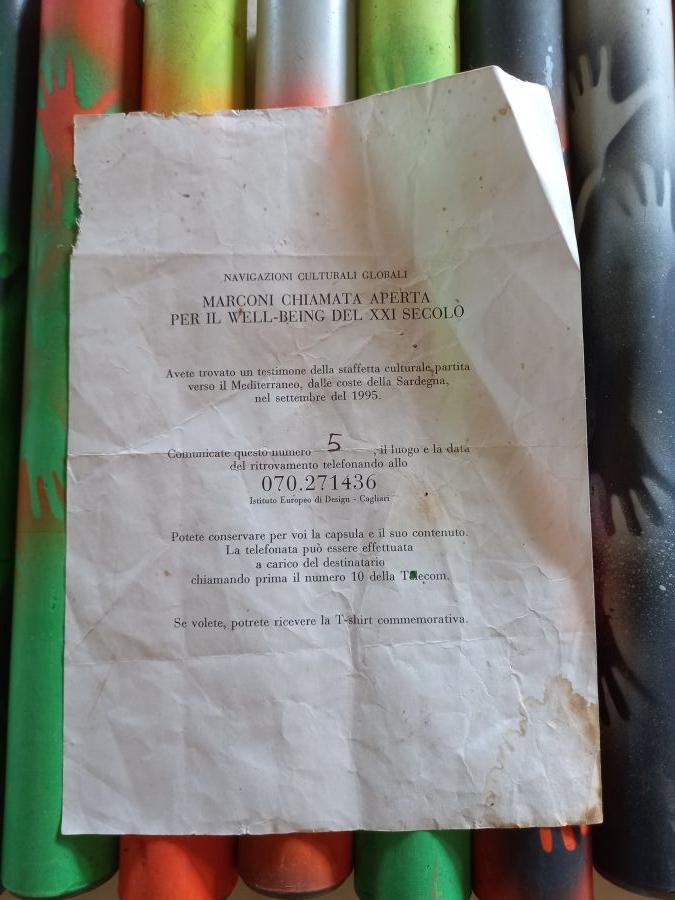 NAVIGAZIONI CULTURALI GLOBALI
MARCONI CHIAMATA APERTA
PER IL WELL-BEING DEL XXI SECOLO
Avete trovato un testimone della staffetta culturale, partita
verso il Mediterraneo, dalle coste della Sardegna,
nel settembre del 1995.
Comunicate questo numero 5, il luogo e la data
del ritrovamento telefonando allo
070.271436
Istituto Europeo di Design - Cagliari
Potete conservare per voi la capsula e il suo contenuto.
La telefonata può essere effettuata
a carico del destinatario
chiamando prima il numero 10 della Telecom.
Se volete, potrete ricevere la T-shirt commemorativa.